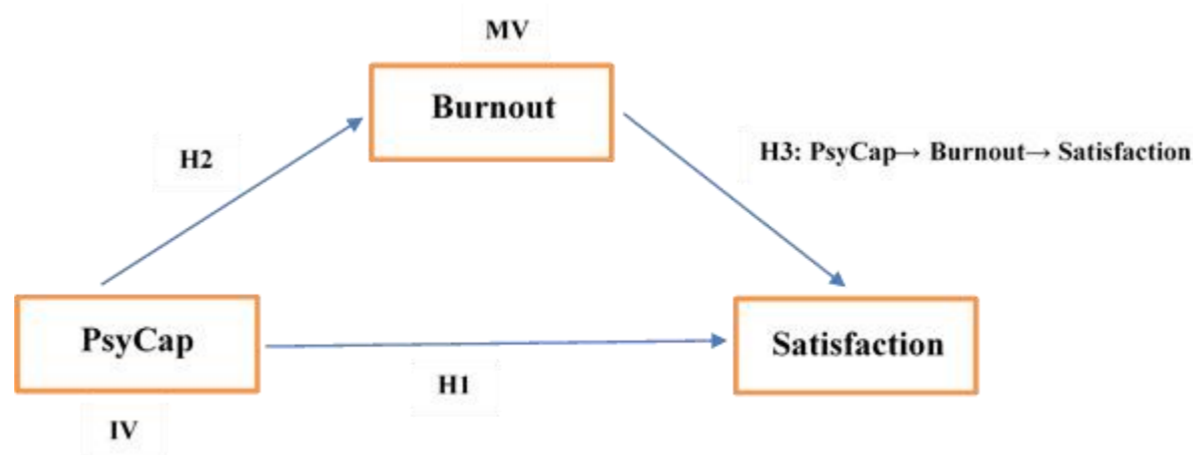 MV
Burnout
H2
H3: PsyCap→ Burnout→ Satisfaction
PsyCap
Satisfaction
H1
IV